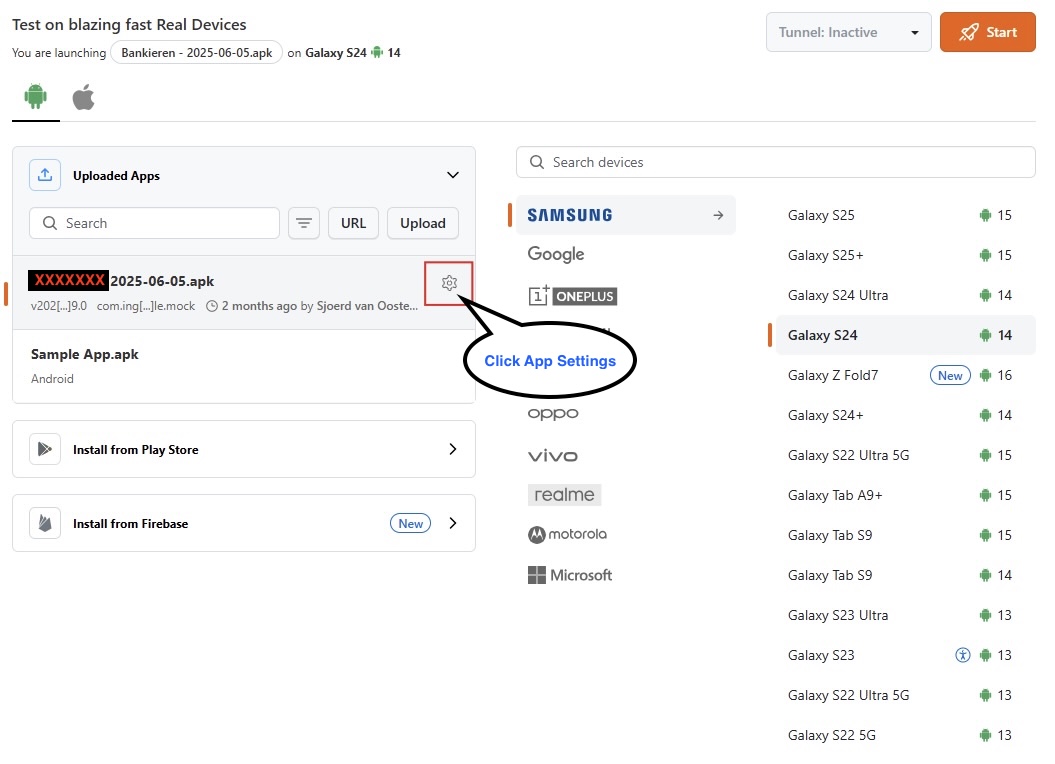 Test on blazing fast Real Devices
You are launching Bankieren - 2025-06-05.apk on Galaxy S24 14
Tunnel: Inactive
Start
Uploaded Apps
Search
URL
Upload
XXXXXXX 2025-06-05.apk
v202[...]9.0 com.ing[...]le.mock 2 months ago by Sjoerd van Ooste...
Sample App.apk
Android
Install from Play Store
Install from Firebase New
Click App Settings
Search devices
SAMSUNG
Google
1+ ONEPLUS
oppo
vivo
realme
motorola
Microsoft
Galaxy S25 15
Galaxy S25+ 15
Galaxy S24 Ultra 14
Galaxy S24 14
Galaxy Z Fold7 New 16
Galaxy S24+ 14
Galaxy S22 Ultra 5G 15
Galaxy Tab A9+ 15
Galaxy Tab S9 15
Galaxy Tab S9 14
Galaxy S23 Ultra 13
Galaxy S23 13
Galaxy S22 Ultra 5G 13
Galaxy S22 5G 13